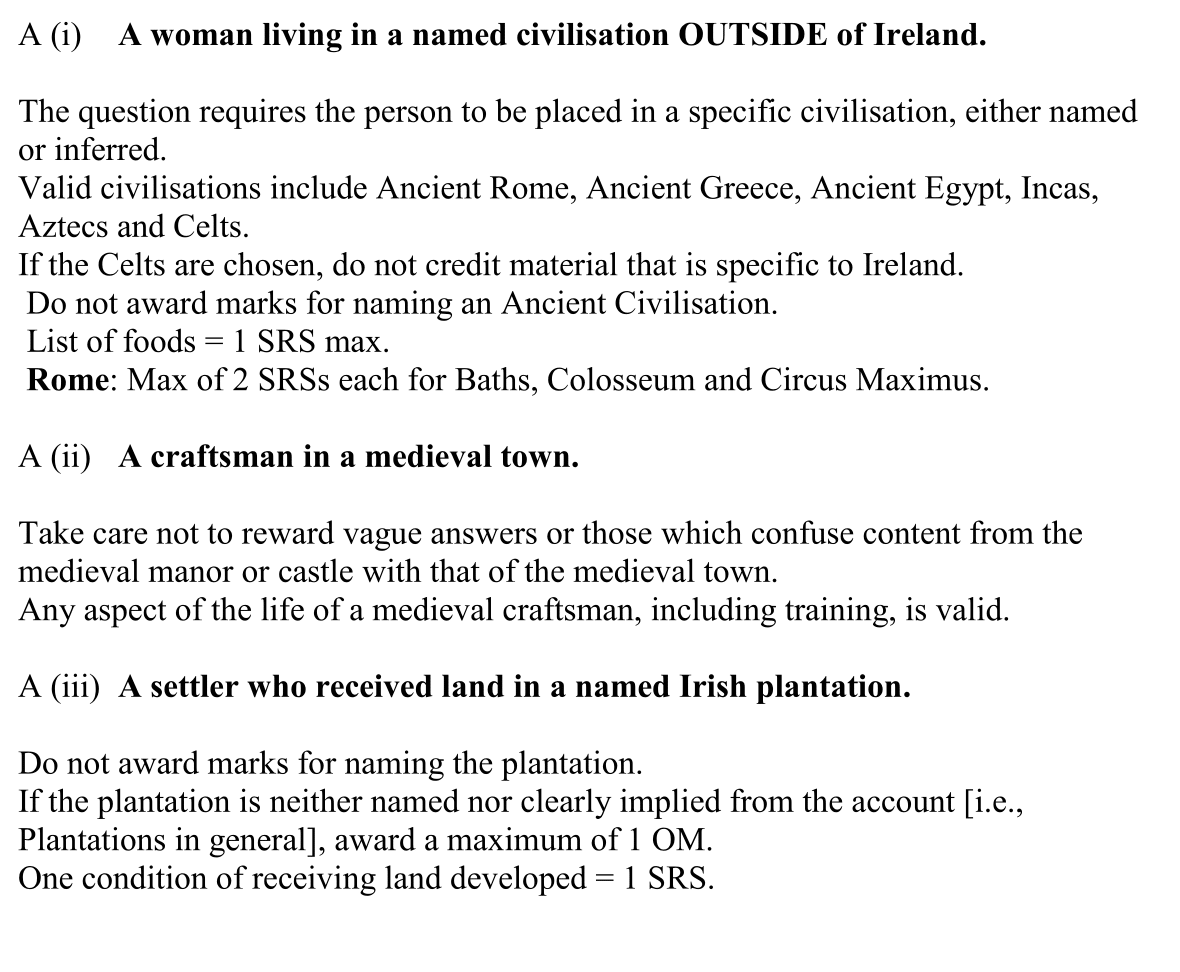 A (i) A woman living in a named civilisation OUTSIDE of Ireland.
The question requires the person to be placed in a specific civilisation, either named
or inferred.
Valid civilisations include Ancient Rome, Ancient Greece, Ancient Egypt, Incas,
Aztecs and Celts.
If the Celts are chosen, do not credit material that is specific to Ireland.
Do not award marks for naming an Ancient Civilisation.
List of foods = 1 SRS max.
Rome: Max of 2 SRSs each for Baths, Colosseum and Circus Maximus.
A (ii) A craftsman in a medieval town.
Take care not to reward vague answers or those which confuse content from the
medieval manor or castle with that of the medieval town.
Any aspect of the life of a medieval craftsman, including training, is valid.
A (iii) A settler who received land in a named Irish plantation.
Do not award marks for naming the plantation.
If the plantation is neither named nor clearly implied from the account [i.e.,
Plantations in general], award a maximum of 1 OM.
One condition of receiving land developed = 1 SRS.